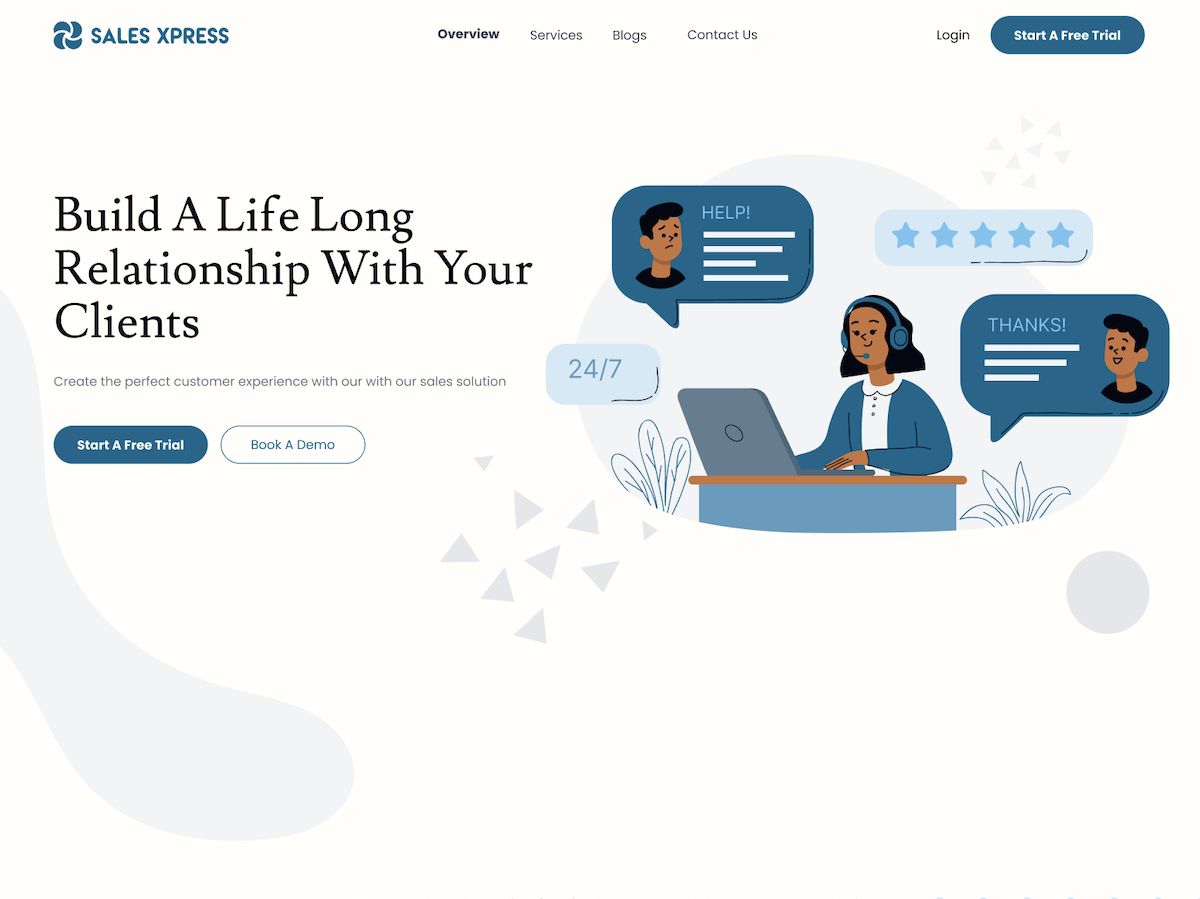 SALES XPRESS
Overview
Services
Blogs
Contact Us
Login
Start A Free Trial
Build A Life Long
Relationship With Your
Clients
Create the perfect customer experience with our with our sales solution
Start A Free Trial
Book A Demo
HELP!
24/7
THANKS!